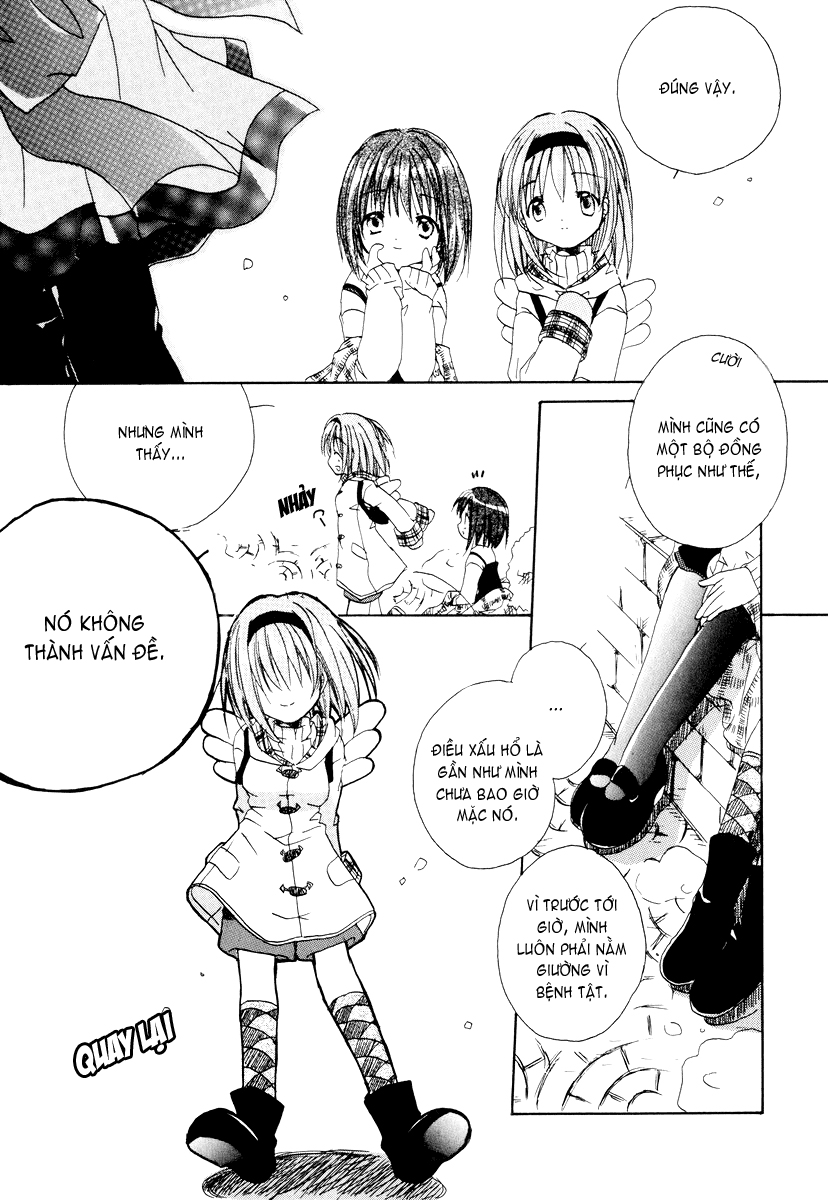 ĐÚNG VẬY.
CƯỜI
MÌNH CŨNG CÓ
MỘT BỘ ĐỒNG
PHỤC NHƯ THẾ,
...
ĐIỀU XẤU HỔ LÀ
GẦN NHƯ MÌNH
CHƯA BAO GIỜ
MẶC NÓ.
VÌ TRƯỚC TỚI
GIỜ, MÌNH
LUÔN PHẢI NẰM
GIƯỜNG VÌ
BỆNH TẬT.
NHƯNG MÌNH
THẤY...
NHẢY
NÓ KHÔNG
THÀNH VẤN ĐỀ.
QUAY LẠI